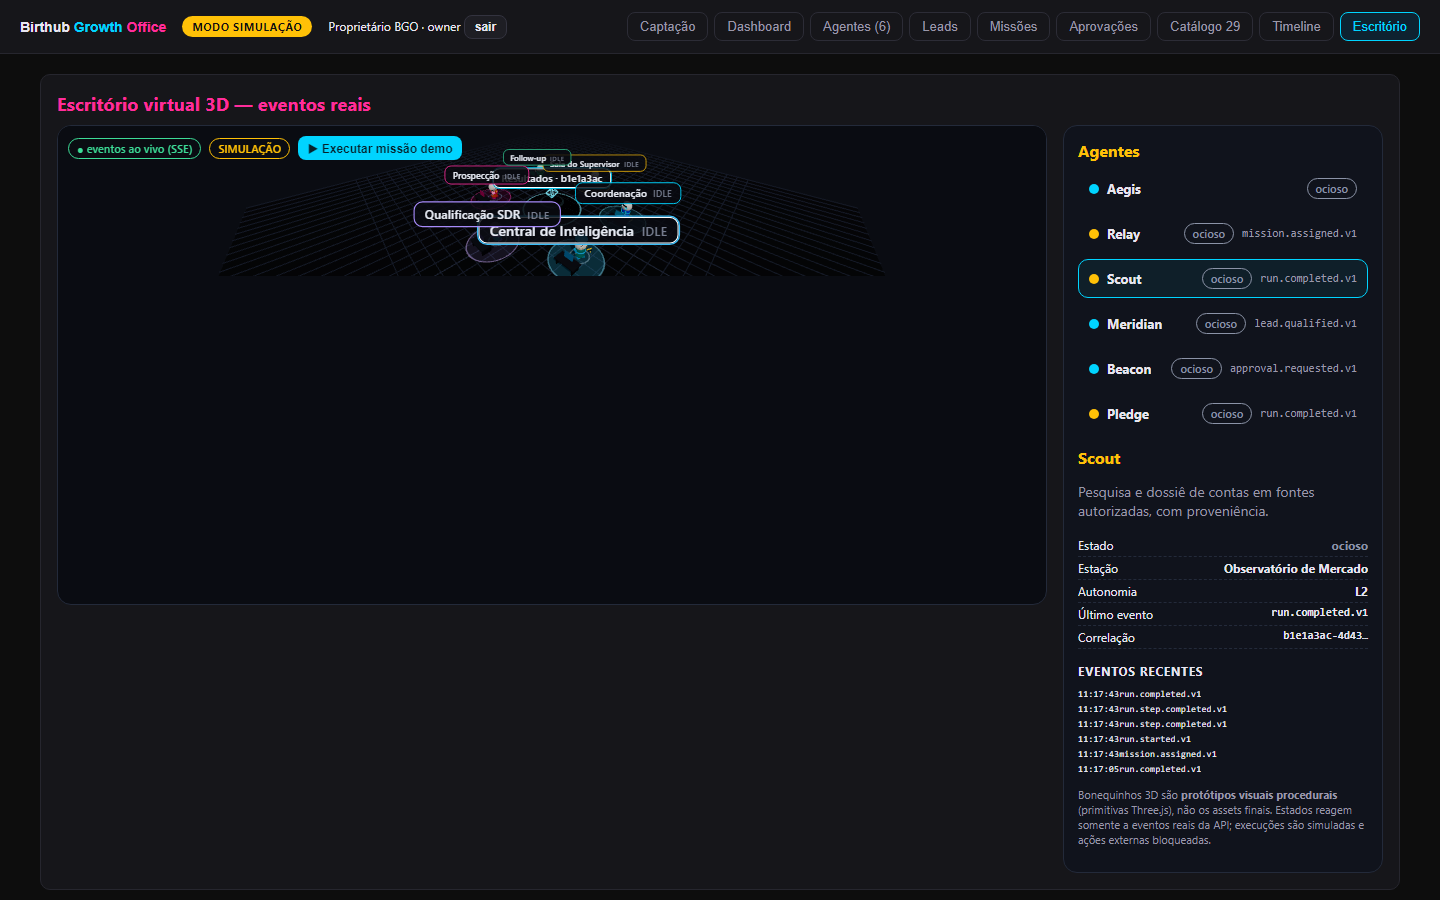 Birthub Growth Office MODO SIMULAÇÃO Proprietário BGO · owner sair Captação Dashboard Agentes (6) Leads Missões Aprovações Catálogo 29 Timeline Escritório
Escritório virtual 3D — eventos reais
● eventos ao vivo (SSE) SIMULAÇÃO ▶ Executar missão demo
Follow-up IDLE
do Supervisor IDLE
Prospecção IDLE
· b1e1a3ac
Coordenação IDLE
Qualificação SDR IDLE
Central de Inteligência IDLE
Agentes
Aegis ocioso
Relay ocioso mission.assigned.v1
Scout ocioso run.completed.v1
Meridian ocioso lead.qualified.v1
Beacon ocioso approval.requested.v1
Pledge ocioso run.completed.v1
Scout
Pesquisa e dossiê de contas em fontes
autorizadas, com proveniência.
Estado ocioso
Estação Observatório de Mercado
Autonomia L2
Último evento run.completed.v1
Correlação b1e1a3ac-4d43…
EVENTOS RECENTES
11:17:43run.completed.v1
11:17:43run.step.completed.v1
11:17:43run.step.completed.v1
11:17:43run.started.v1
11:17:43mission.assigned.v1
11:17:05run.completed.v1
Bonequinhos 3D são protótipos visuais procedurais
(primitivas Three.js), não os assets finais. Estados reagem
somente a eventos reais da API; execuções são simuladas e
ações externas bloqueadas.